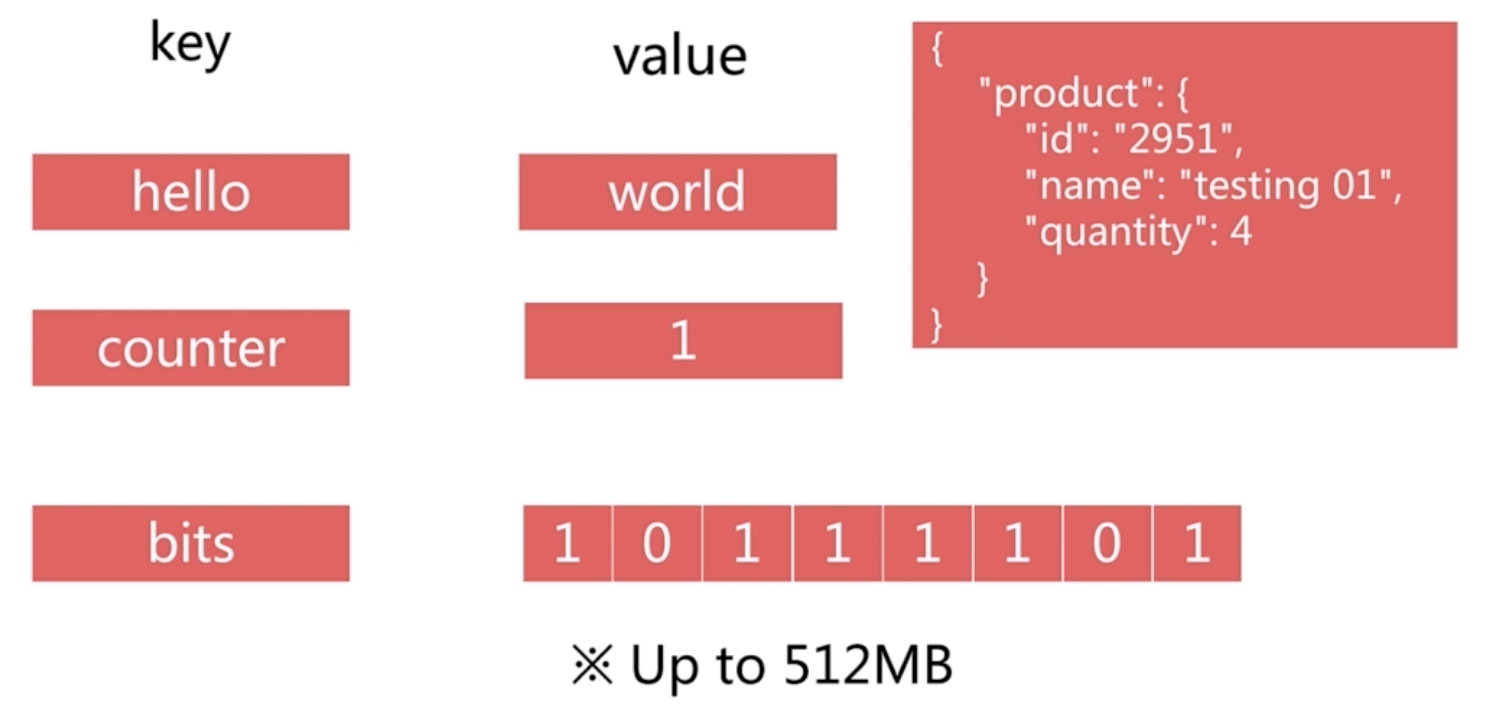 key value
hello world
counter 1
{
"product": {
"id": "2951",
"name": "testing 01",
"quantity": 4
}
}
bits 1 0 1 1 1 1 0 1
※ Up to 512MB